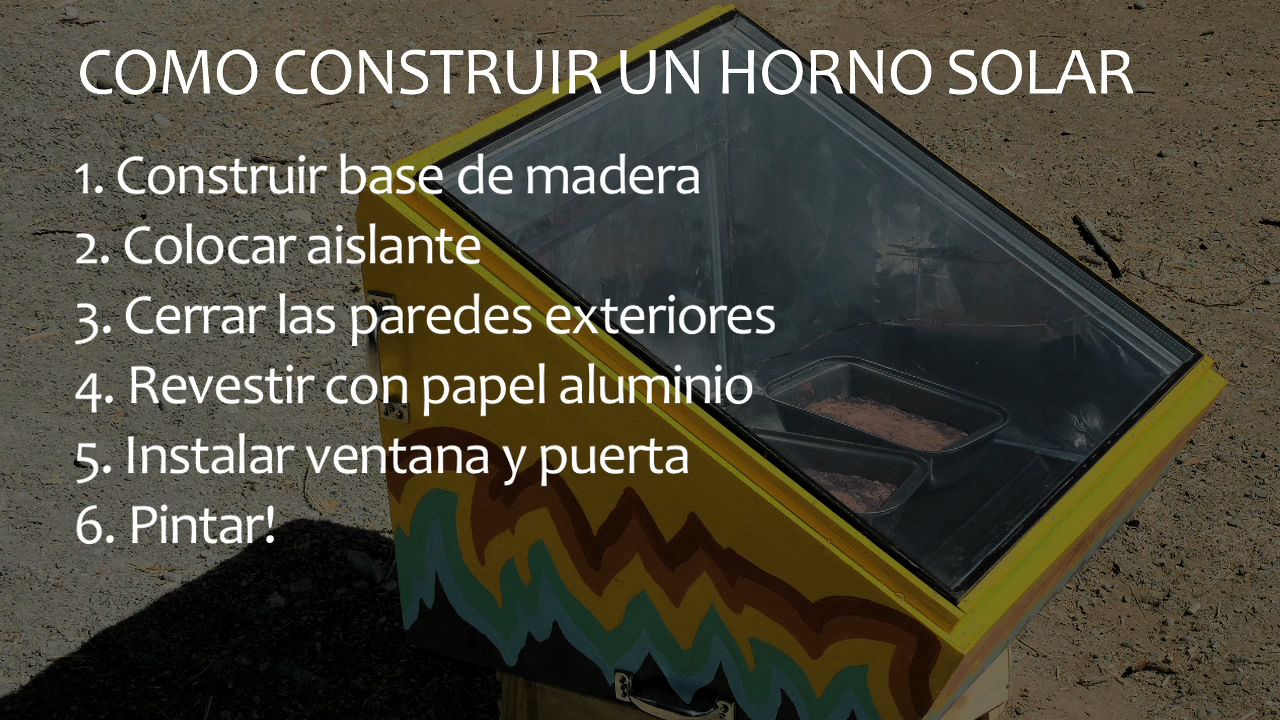 COMO CONSTRUIR UN HORNO SOLAR
1. Construir base de madera
2. Colocar aislante
3. Cerrar las paredes exteriores
4. Revestir con papel aluminio
5. Instalar ventana y puerta
6. Pintar!